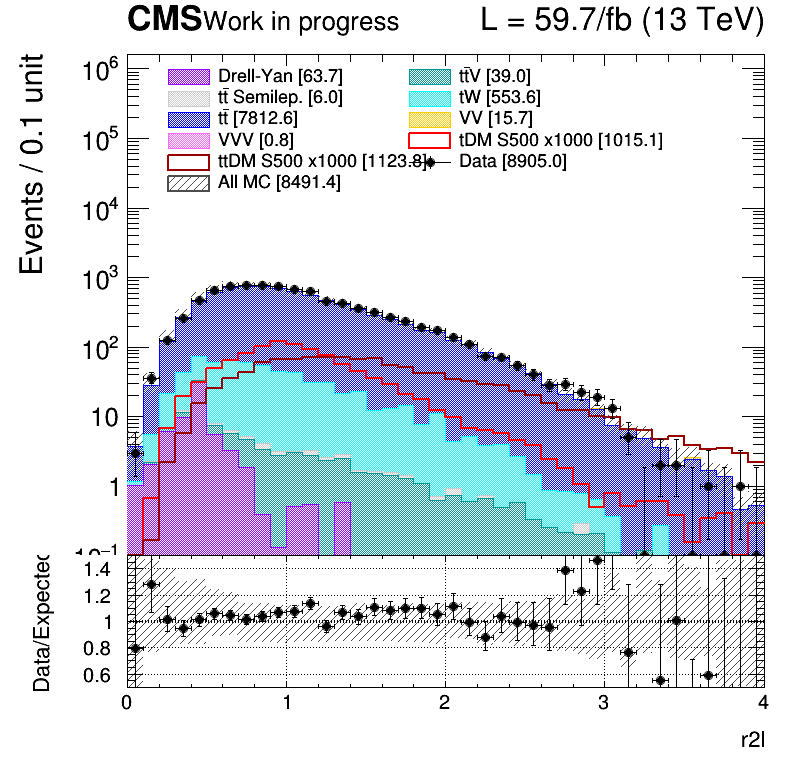 CMS Work in progress L = 59.7/fb (13 TeV)
Events / 0.1 unit
10⁶
10⁵
10⁴
10³
10²
10
1
10⁻¹
Drell-Yan [63.7] tt̄V [39.0]
tt̄ Semilep. [6.0] tW [553.6]
tt̄ [7812.6] VV [15.7]
VVV [0.8] tDM S500 x1000 [1015.1]
ttDM S500 x1000 [1123.8] Data [8905.0]
All MC [8491.4]
Data/Expected
1.4
1.2
1
0.8
0.6
0 1 2 3 4
r2l